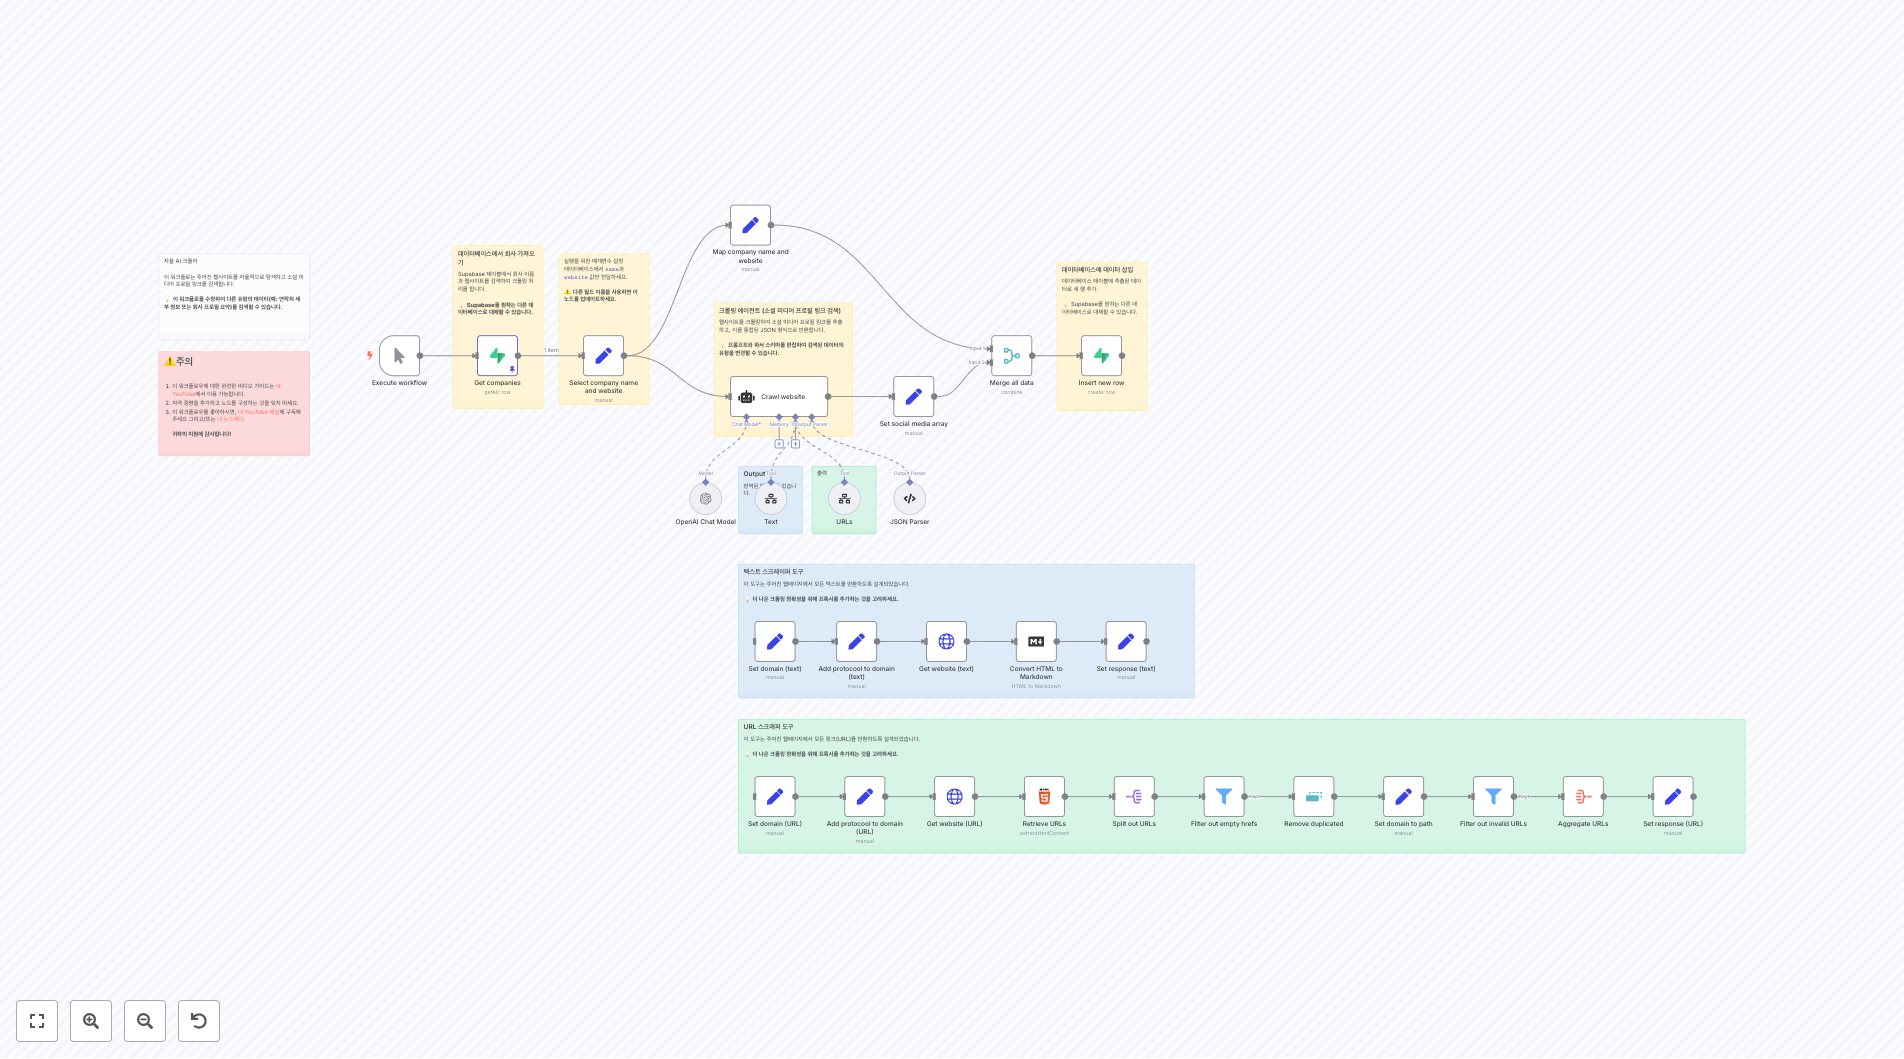 자율 AI 크롤러
이 워크플로는 주어진 웹사이트를 자율적으로 탐색하고 소셜 미
디어 프로필 링크를 검색합니다.
💡 이 워크플로를 수정하여 다른 유형의 데이터(예: 연락처 세
부 정보 또는 회사 프로필 요약)를 검색할 수 있습니다.
⚠️주의
1. 이 워크플로우에 대한 완전한 비디오 가이드는 내
YouTube에서 이용 가능합니다.
2. 자격 증명을 추가하고 노드를 구성하는 것을 잊지 마세요.
3. 이 워크플로우를 좋아하시면, 내 YouTube 채널에 구독해
주세요 그리고/또는 내 뉴스레터.
귀하의 지원에 감사합니다!
Execute workflow
데이터베이스에서 회사 가져오
기
Supabase 테이블에서 회사 이름
과 웹사이트를 검색하여 크롤링 처
리를 합니다.
💡 Supabase를 원하는 다른 데
이터베이스로 대체할 수 있습니다.
Get companies
getAll: row
1 item
실행을 위한 매개변수 설정
데이터베이스에서 name과
website 값만 전달하세요.
⚠️ 다른 필드 이름을 사용하면 이
노드를 업데이트하세요.
Select company name
and website
manual
Map company name and
website
manual
크롤링 에이전트 (소셜 미디어 프로필 링크 검색)
웹사이트를 크롤링하여 소셜 미디어 프로필 링크를 추출
하고, 이를 통합된 JSON 형식으로 반환합니다.
💡 프롬프트와 파서 스키마를 편집하여 검색된 데이터의
유형을 변경할 수 있습니다.
Crawl website
Chat Model*
Memory
Output Parser
Set social media array
manual
Input 1
Input 2
Merge all data
combine
데이터베이스에 데이터 삽입
데이터베이스 테이블에 추출된 데이
터로 새 행 추가.
💡 Supabase를 원하는 다른 데
이터베이스로 대체할 수 있습니다.
Insert new row
create: row
Model
OpenAI Chat Model
Output
Tool
Text
출력
Tool
URLs
Output Parser
JSON Parser
텍스트 스크레이퍼 도구
이 도구는 주어진 웹페이지에서 모든 텍스트를 반환하도록 설계되었습니다.
💡 더 나은 크롤링 정확성을 위해 프록시를 추가하는 것을 고려하세요.
Set domain (text)
manual
Add protocool to domain
(text)
manual
Get website (text)
Convert HTML to
Markdown
HTML to Markdown
Set response (text)
manual
URL 스크래퍼 도구
이 도구는 주어진 웹페이지에서 모든 링크(URL)를 반환하도록 설계되었습니다.
💡 더 나은 크롤링 정확성을 위해 프록시를 추가하는 것을 고려하세요.
Set domain (URL)
manual
Add protocool to domain
(URL)
manual
Get website (URL)
Retrieve URLs
extractHtmlContent
Split out URLs
Filter out empty hrefs
Kept
Remove duplicated
Set domain to path
manual
Filter out invalid URLs
Kept
Aggregate URLs
Set response (URL)
manual